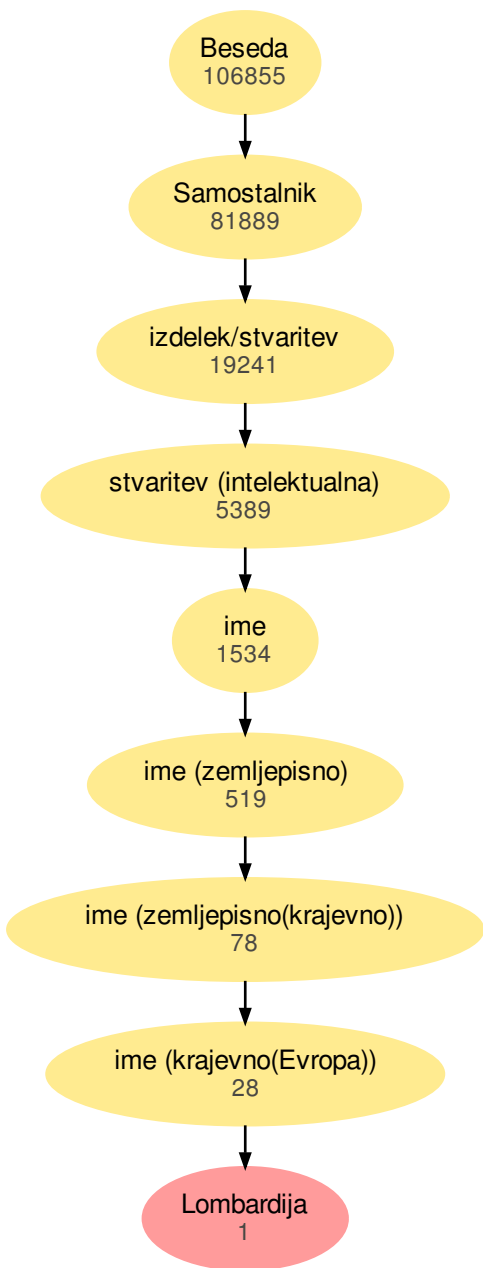 Beseda
106855
Samostalnik
81889
izdelek/stvaritev
19241
stvaritev (intelektualna)
5389
ime
1534
ime (zemljepisno)
519
ime (zemljepisno(krajevno))
78
ime (krajevno(Evropa))
28
Lombardija
1